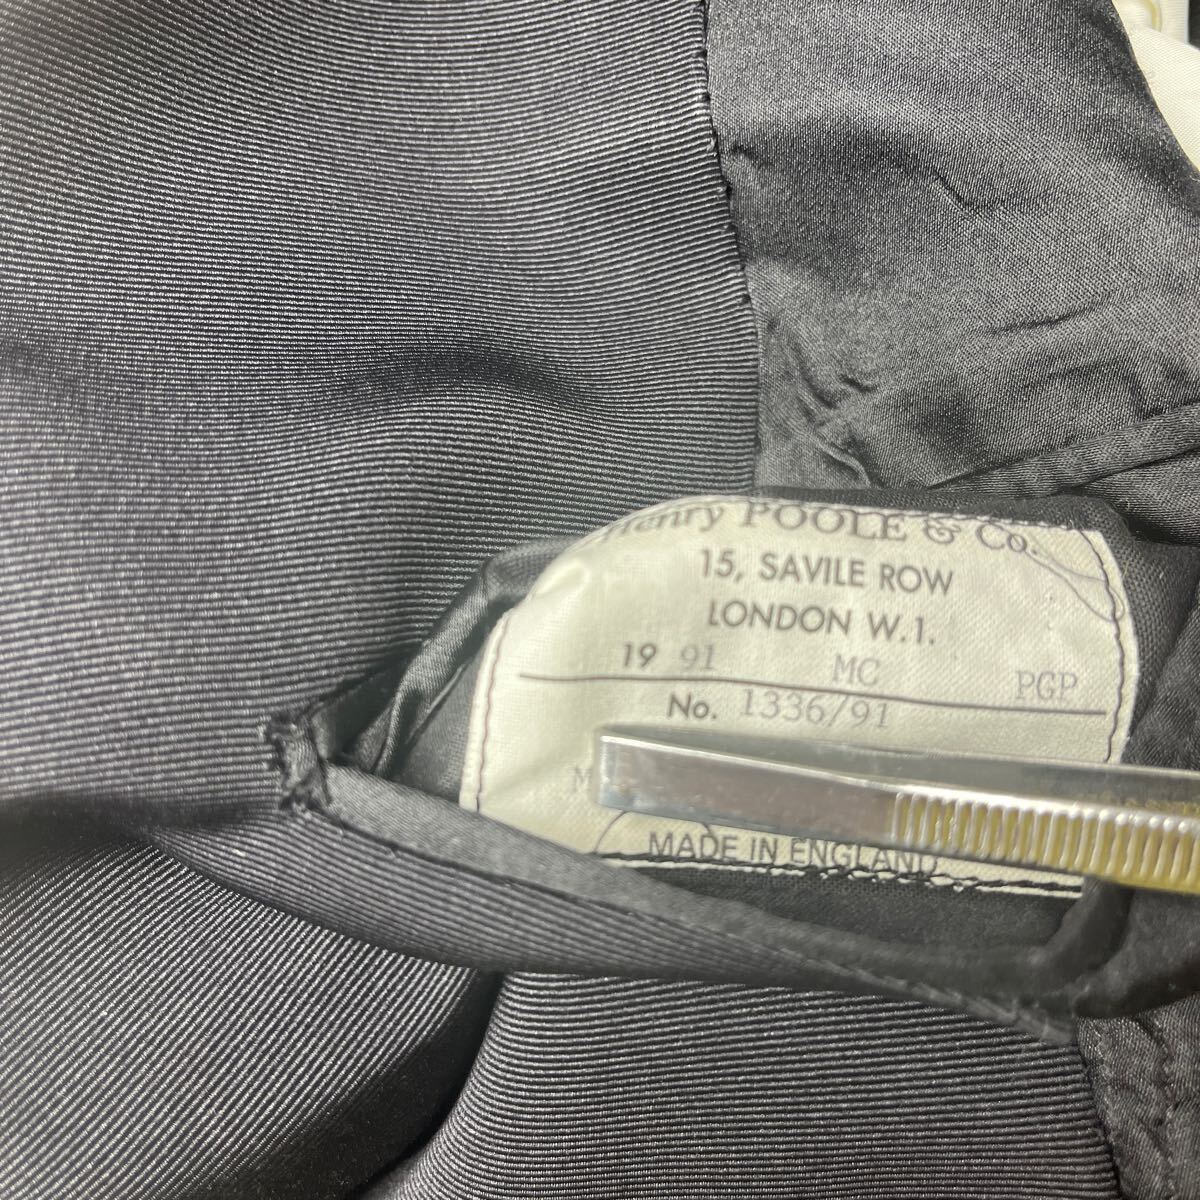 Henry POOLE & Co.
15, SAVILE ROW
LONDON W.1.
19 91 MC PGP
No. 1336/91
MADE IN ENGLAND